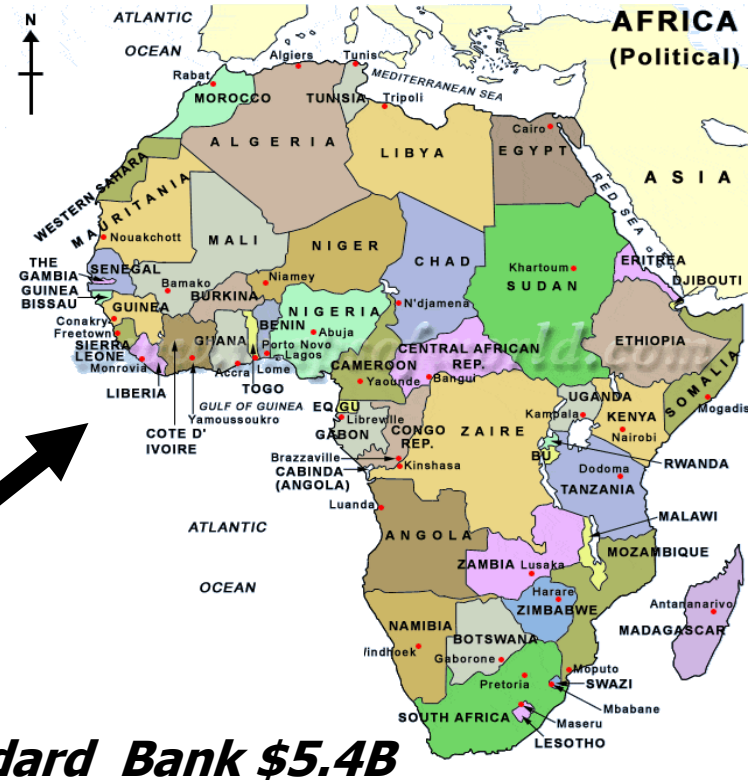 ATLANTIC
OCEAN
N
AFRICA
(Political)
Algiers
Tunis
Rabat
MEDITERRANEAN SEA
MOROCCO
TUNISIA
Tripoli
Cairo
ALGERIA
LIBYA
EGYPT
ASIA
WESTERN SAHARA
RED SEA
MAURITANIA
Nouakchott
MALI
NIGER
CHAD
Khartoum
SUDAN
ERITREA
DJIBOUTI
THE
GAMBIA
SENEGAL
GUINEA
BISSAU
Bamako
Niamey
BURKINA
N'djamena
GUINEA
NIGERIA
Conakry
Freetown
SIERRA
LEONE
Monrovia
GHANA
BENIN
Abuja
Porto Novo
Lagos
Lome
Accra
TOGO
LIBERIA
CENTRAL AFRICAN
REP.
CAMEROON
Yaounde
Bangui
ETHIOPIA
SOMALIA
Mogadis
GULF OF GUINEA
Yamoussoukro
COTE D'
IVOIRE
EQ.GU
Libreville
GABON
CONGO
REP.
ZAIRE
UGANDA
Kampala
KENYA
Nairobi
BU
RWANDA
Brazzaville
Kinshasa
CABINDA
(ANGOLA)
Dodoma
TANZANIA
Luanda
MALAWI
ATLANTIC
OCEAN
ANGOLA
ZAMBIA
Lusaka
MOZAMBIQUE
Harare
ZIMBABWE
Antananarivo
MADAGASCAR
NAMIBIA
indhoek
BOTSWANA
Gaborone
Moputo
SWAZI
Pretoria
Mbabane
SOUTH AFRICA
Maseru
LESOTHO
dard Bank $5.4B